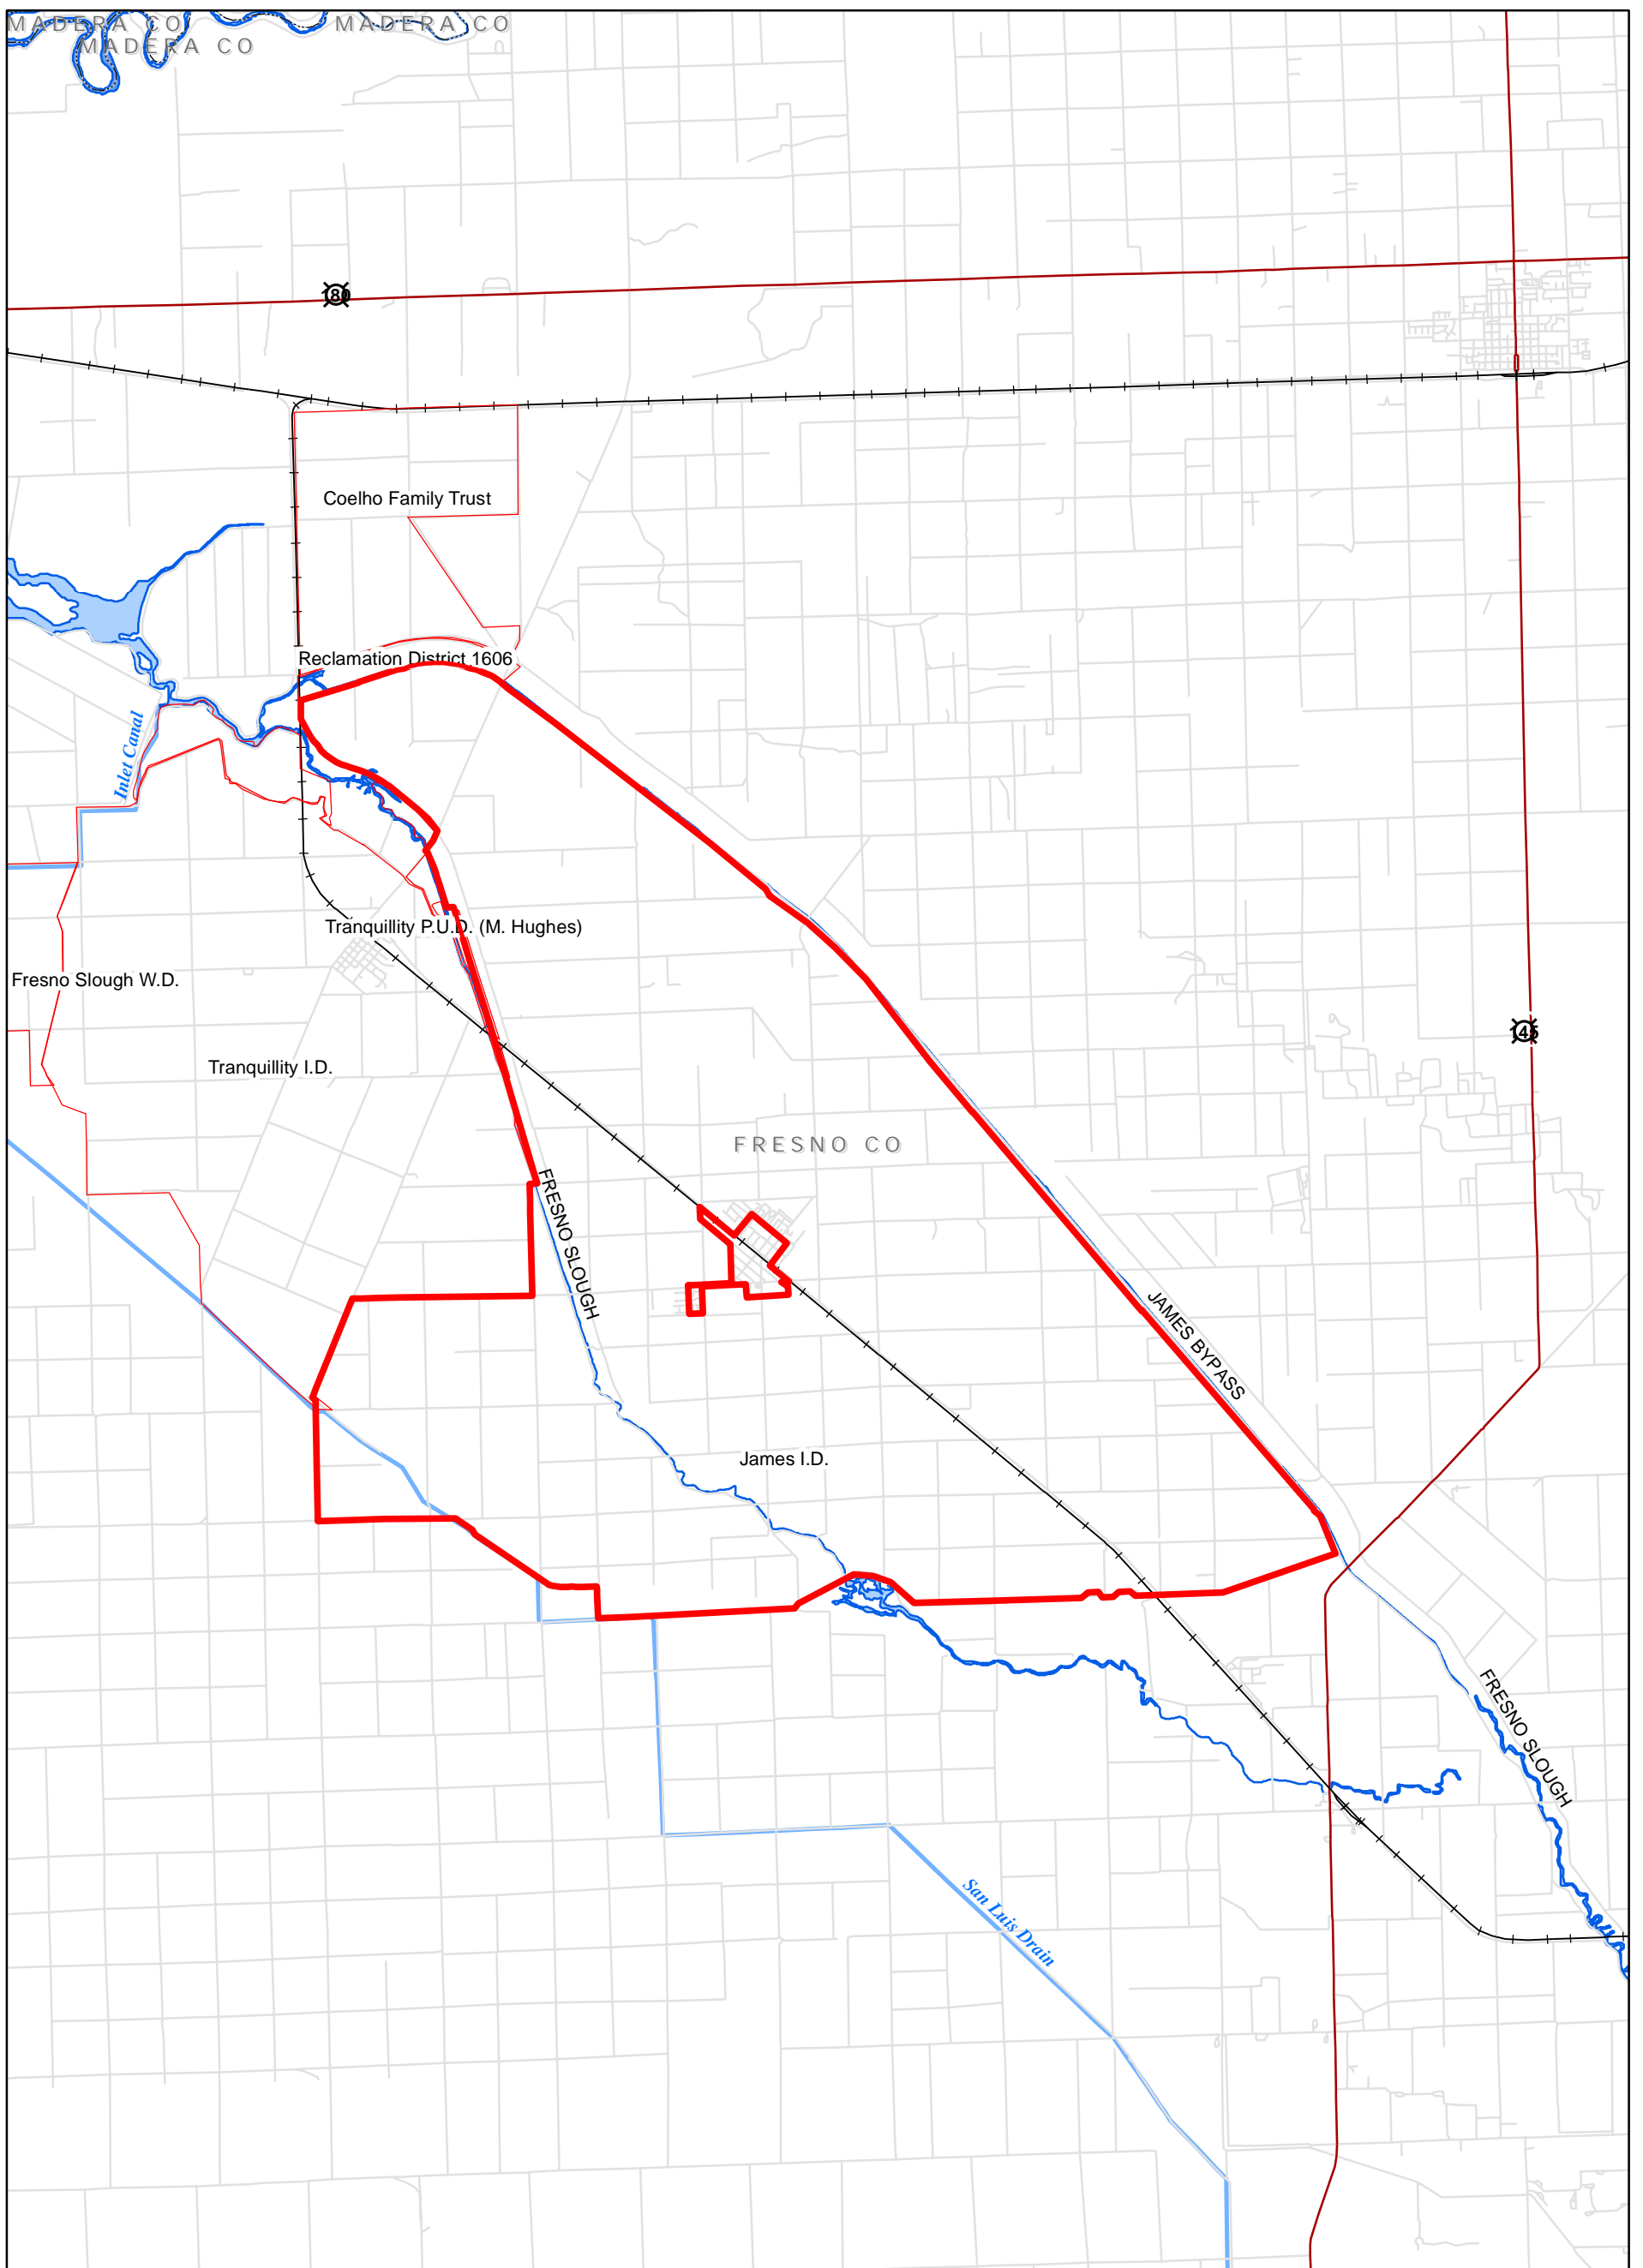 MADERA CO
MADERA CO
MADERA CO
180
Coelho Family Trust
Reclamation District 1606
Inlet Canal
Tranquillity P.U.D. (M. Hughes)
Fresno Slough W.D.
145
Tranquillity I.D.
FRESNO CO
FRESNO SLOUGH
JAMES BYPASS
James I.D.
FRESNO SLOUGH
San Luis Drain